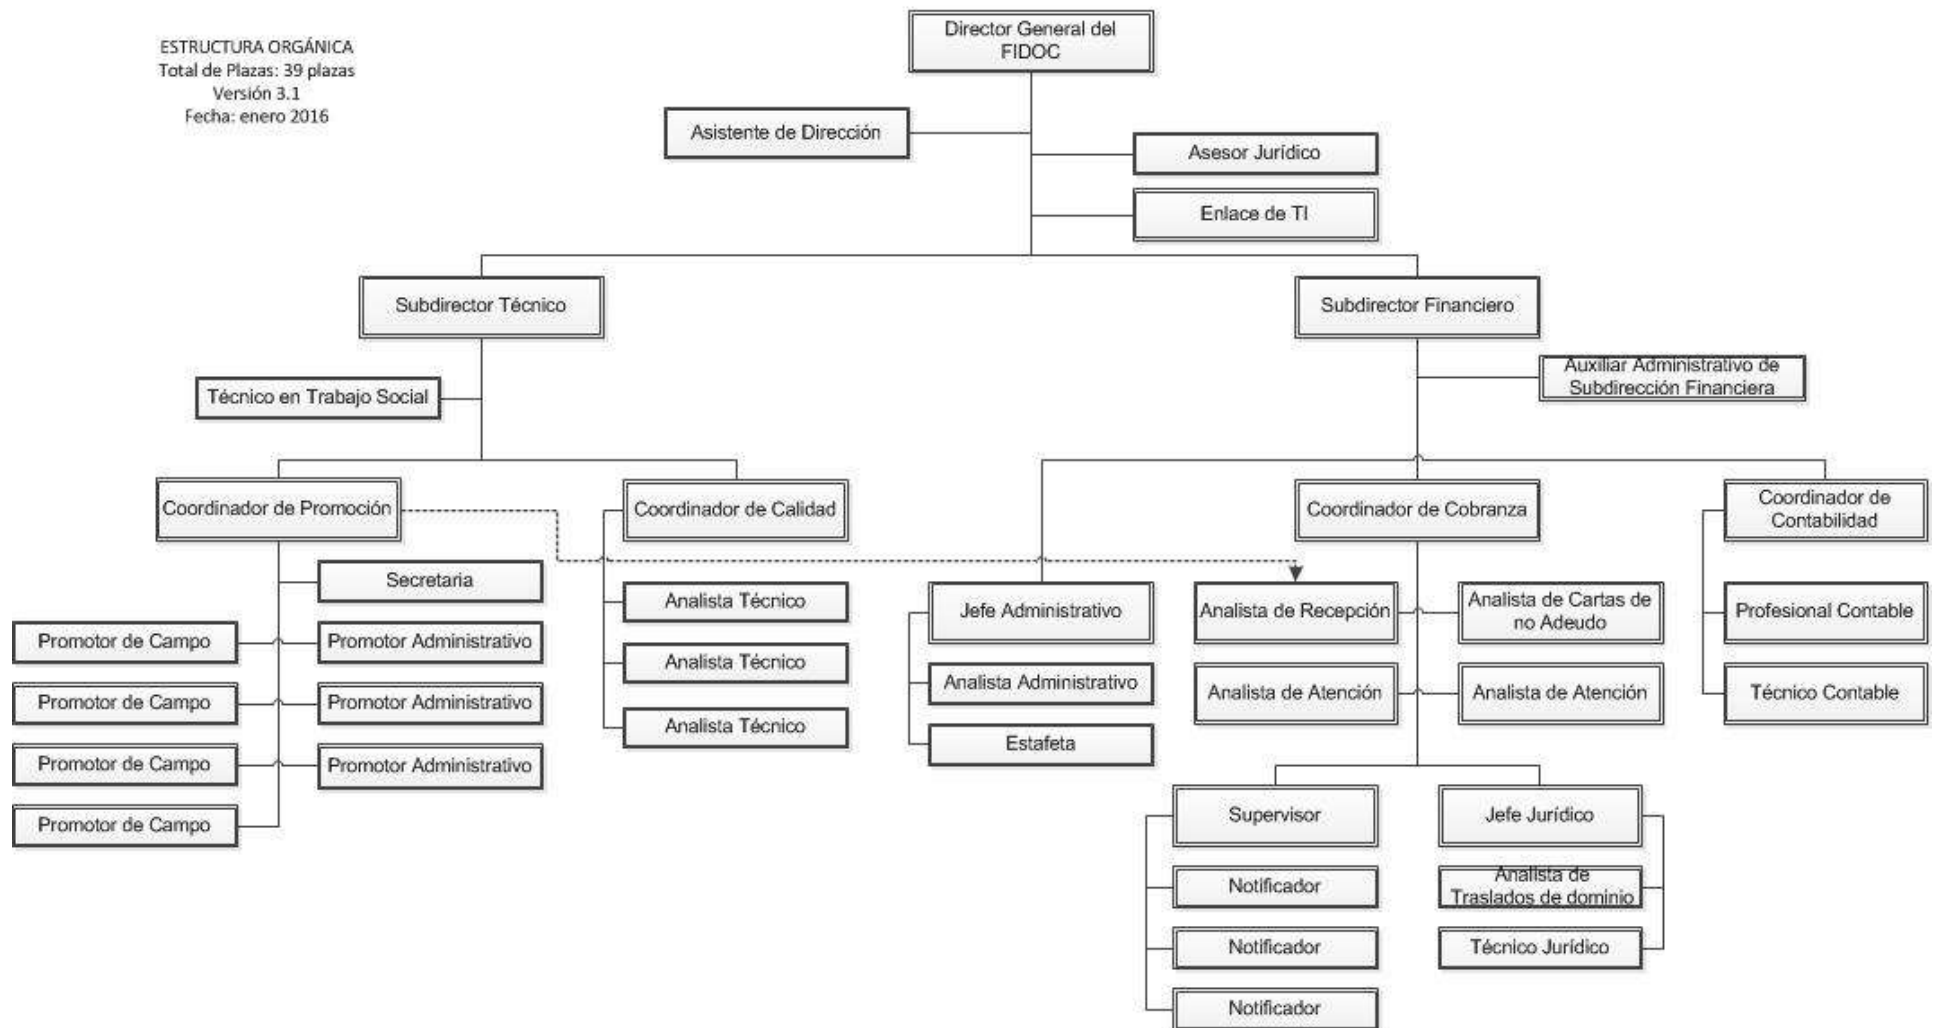 ESTRUCTURA ORGÁNICA
Total de Plazas: 39 plazas
Versión 3.1
Fecha: enero 2016
Director General del
FIDOC
Asistente de Dirección
Asesor Jurídico
Enlace de TI
Subdirector Técnico
Subdirector Financiero
Técnico en Trabajo Social
Auxiliar Administrativo de
Subdirección Financiera
Coordinador de Promoción
Coordinador de Calidad
Coordinador de Cobranza
Coordinador de
Contabilidad
Secretaria
Promotor de Campo
Promotor Administrativo
Promotor de Campo
Promotor Administrativo
Promotor de Campo
Promotor Administrativo
Promotor de Campo
Analista Técnico
Analista Técnico
Analista Técnico
Jefe Administrativo
Analista Administrativo
Estafeta
Analista de Recepción
Analista de Cartas de
no Adeudo
Analista de Atención
Analista de Atención
Profesional Contable
Técnico Contable
Supervisor
Notificador
Notificador
Notificador
Jefe Jurídico
Analista de
Traslados de dominio
Técnico Jurídico